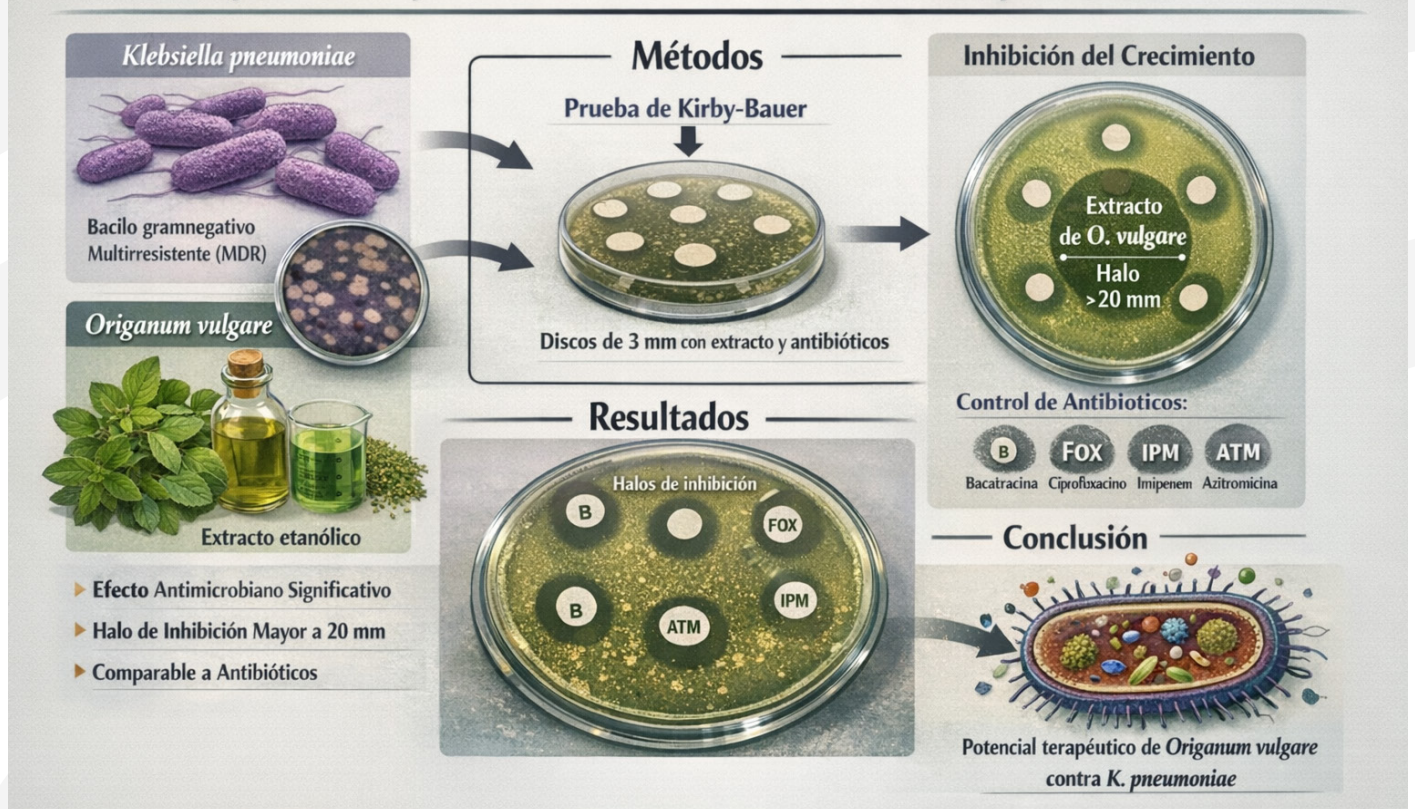 Klebsiella pneumoniae
Bacilo gramnegativo
Multirresistente (MDR)
Origanum vulgare
Extracto etanólico
Efecto Antimicrobiano Significativo
Halo de Inhibición Mayor a 20 mm
Comparable a Antibióticos
Métodos
Prueba de Kirby-Bauer
Discos de 3 mm con extracto y antibióticos
Resultados
Halos de inhibición
B
FOX
B
ATM
IPM
Inhibición del Crecimiento
Extracto
de O. vulgare
Halo
>20 mm
Control de Antibioticos:
B FOX IPM ATM
Bacatracina Ciprofluxacino Imipenem Azitromicina
Conclusión
Potencial terapéutico de Origanum vulgare
contra K. pneumoniae